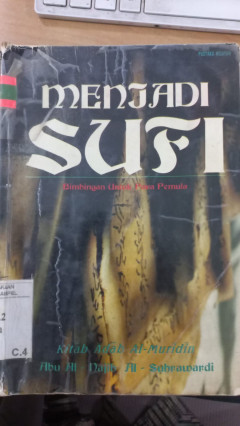 MENJADI
SUFI
Bimbingan Untuk Para Pemula
C.4
Kitab Adab Al-Muridin
Abu Al-Najib Al-Suhrawardi